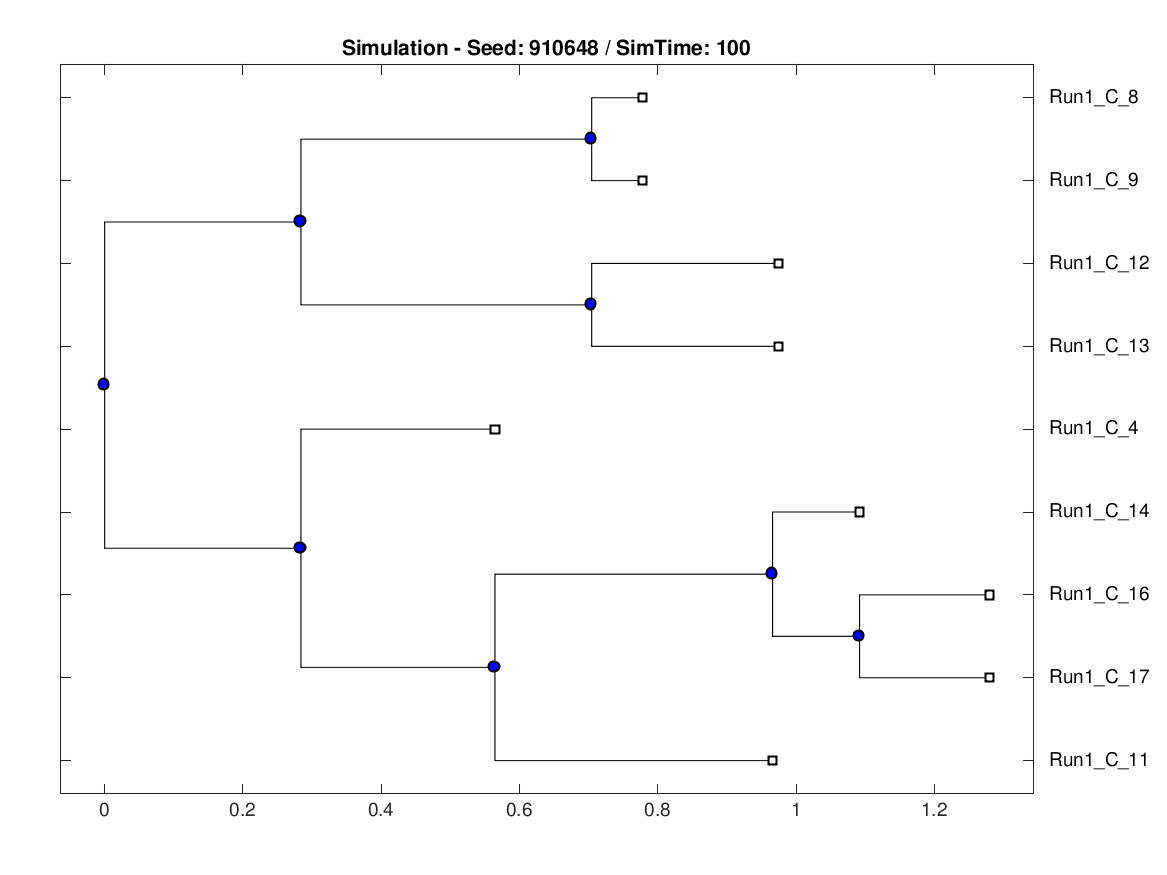 Simulation - Seed: 910648 / SimTime: 100
Run1_C_8
Run1_C_9
Run1_C_12
Run1_C_13
Run1_C_4
Run1_C_14
Run1_C_16
Run1_C_17
Run1_C_11
0 0.2 0.4 0.6 0.8 1 1.2